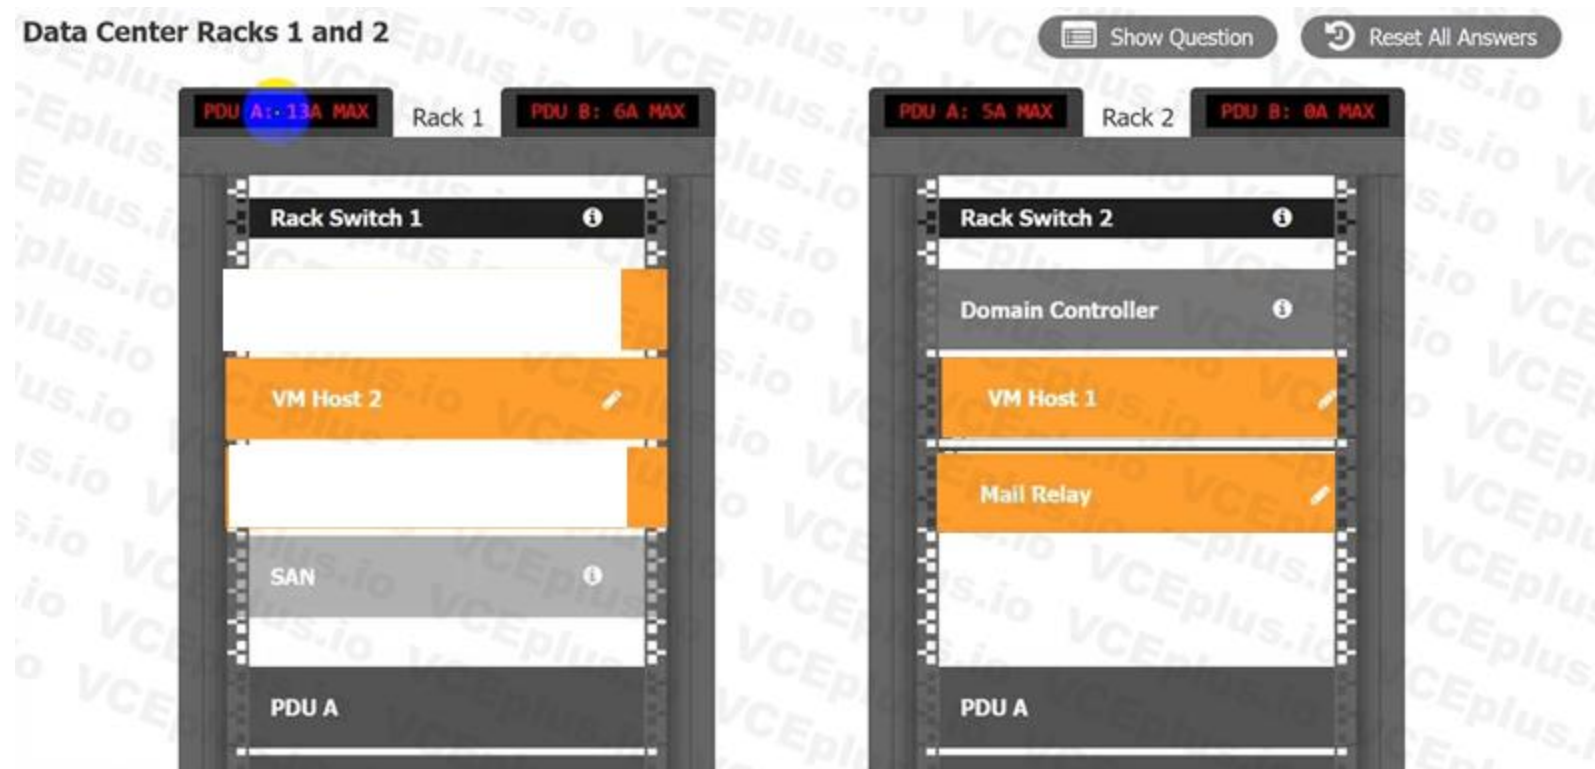 Data Center Racks 1 and 2
Show Question
Reset All Answers
PDU A: 13A MAX
Rack 1
PDU B: 6A MAX
PDU A: 5A MAX
Rack 2
PDU B: 0A MAX
Rack Switch 1
Rack Switch 2
Domain Controller
VM Host 2
VM Host 1
Mail Relay
SAN
PDU A
PDU A
VCEplus.io